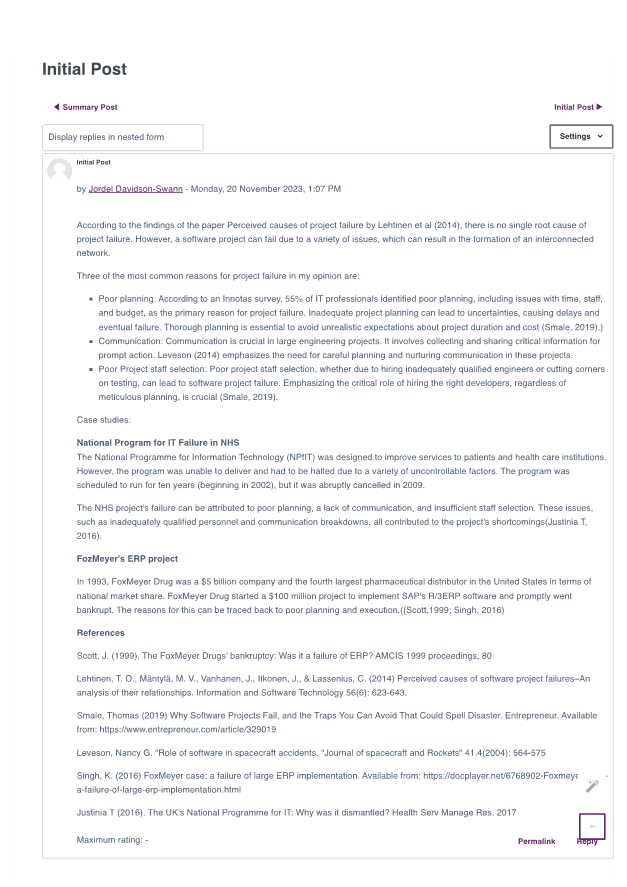 Initial Post
Summary Post
Initial Post
Display replies in nested form
Settings
Initial Post
by Jordel Davidson-Swann - Monday, 20 November 2023, 1:07 PM
According to the findings of the paper Perceived causes of project failure by Lehtinen et al (2014), there is no single root cause of
project failure. However, a software project can fail due to a variety of issues, which can result in the formation of an interconnected
network.
Three of the most common reasons for project failure in my opinion are:
Poor planning: According to an Innotas survey, 55% of IT professionals identified poor planning, including issues with time, staff,
and budget, as the primary reason for project failure. Inadequate project planning can lead to uncertainties, causing delays and
eventual failure. Thorough planning is essential to avoid unrealistic expectations about project duration and cost (Smale, 2019).)
Communication: Communication is crucial in large engineering projects. It involves collecting and sharing critical information for
prompt action. Leveson (2014) emphasizes the need for careful planning and nurturing communication in these projects.
Poor Project staff selection: Poor project staff selection, whether due to hiring inadequately qualified engineers or cutting corners
on testing, can lead to software project failure. Emphasizing the critical role of hiring the right developers, regardless of
meticulous planning, is crucial (Smale, 2019).
Case studies:
National Program for IT Failure in NHS
The National Programme for Information Technology (NPfIT) was designed to improve services to patients and health care institutions.
However, the program was unable to deliver and had to be halted due to a variety of uncontrollable factors. The program was
scheduled to run for ten years (beginning in 2002), but it was abruptly cancelled in 2009.
The NHS project's failure can be attributed to poor planning, a lack of communication, and insufficient staff selection. These issues,
such as inadequately qualified personnel and communication breakdowns, all contributed to the project's shortcomings(Justinia T,
2016).
FozMeyer's ERP project
In 1993, FoxMeyer Drug was a $5 billion company and the fourth largest pharmaceutical distributor in the United States in terms of
national market share. FoxMeyer Drug started a $100 million project to implement SAP's R/3ERP software and promptly went
bankrupt. The reasons for this can be traced back to poor planning and execution.((Scott,1999; Singh, 2016)
References
Scott, J. (1999). The FoxMeyer Drugs' bankruptcy: Was it a failure of ERP? AMCIS 1999 proceedings, 80
Lehtinen, T. O., Mäntylä, M. V., Vanhanen, J., Itkonen, J., & Lassenius, C. (2014) Perceived causes of software project failures–An
analysis of their relationships. Information and Software Technology 56(6): 623-643.
Smale, Thomas (2019) Why Software Projects Fail, and the Traps You Can Avoid That Could Spell Disaster. Entrepreneur. Available
from: https://www.entrepreneur.com/article/329019
Leveson, Nancy G. "Role of software in spacecraft accidents. "Journal of spacecraft and Rockets" 41.4(2004): 564-575
Singh, K. (2016) FoxMeyer case: a failure of large ERP implementation. Available from: https://docplayer.net/6768902-Foxmeye -
a-failure-of-large-erp-implementation.html
Justinia T (2016). The UK's National Programme for IT: Why was it dismantled? Health Serv Manage Res. 2017
Maximum rating: -
Permalink
Reply